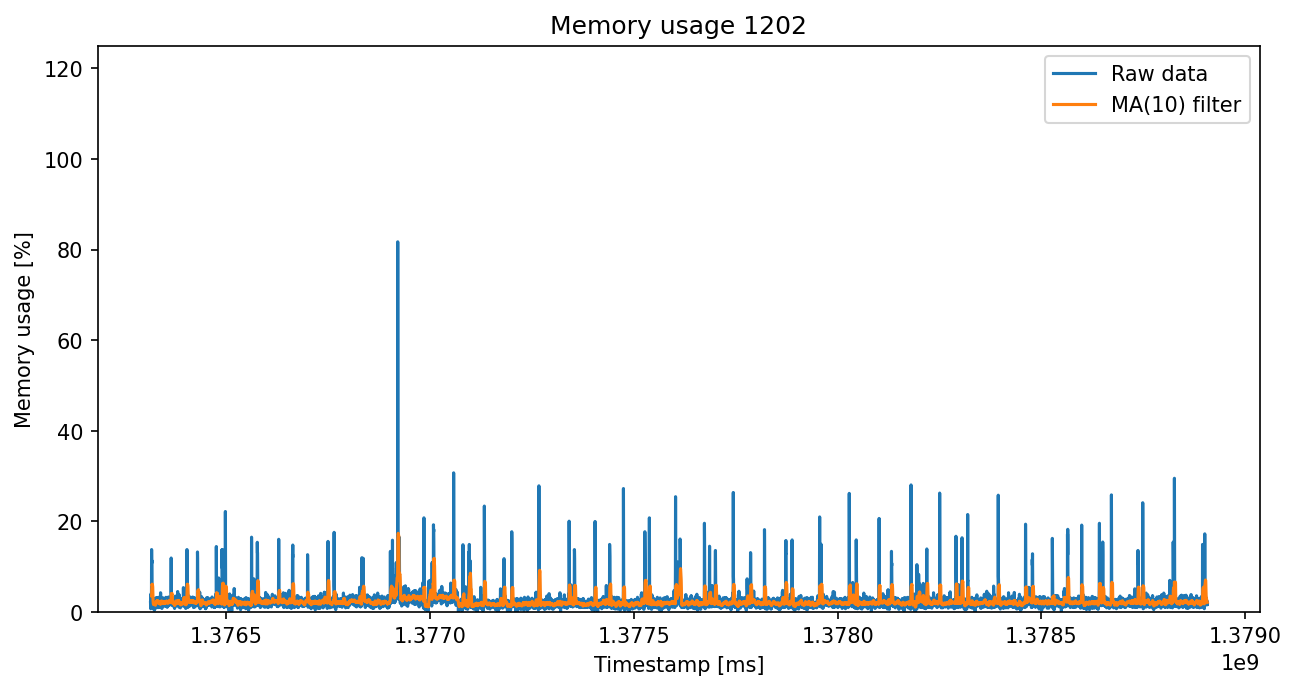 Memory usage 1202
Raw data
MA(10) filter
Memory usage [%]
120
100
80
60
40
20
0
1.3765 1.3770 1.3775 1.3780 1.3785 1.3790
1e9
Timestamp [ms]